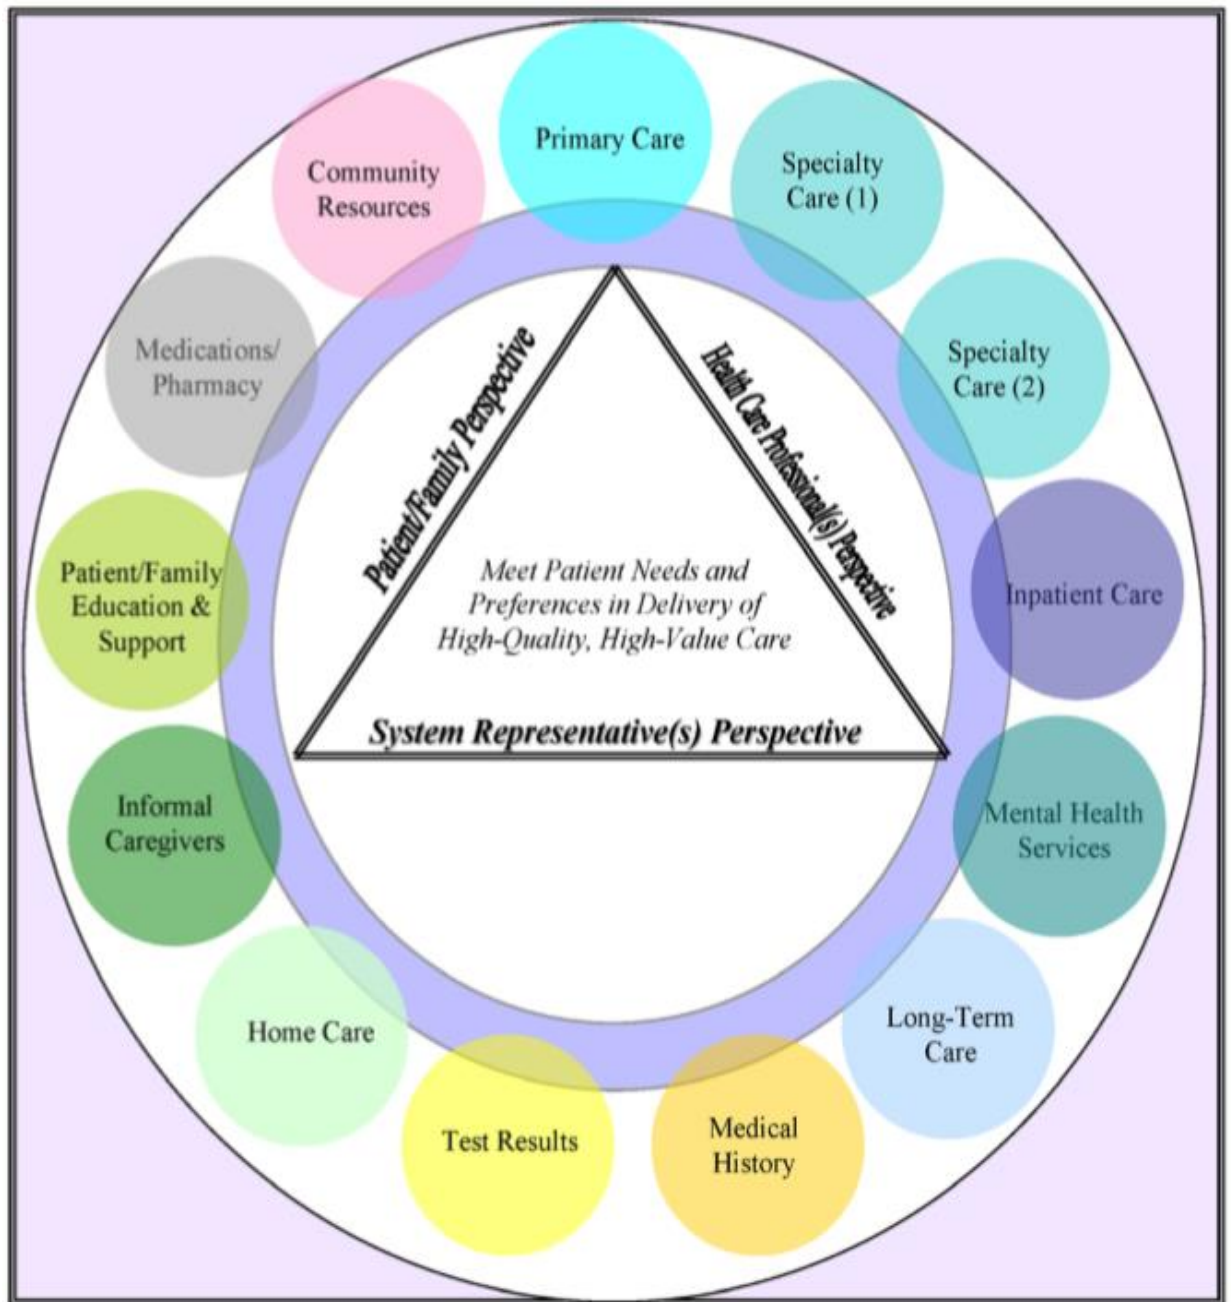 Primary Care
Specialty
Care (1)
Specialty
Care (2)
Inpatient Care
Mental Health
Services
Long-Term
Care
Medical
History
Test Results
Home Care
Informal
Caregivers
Patient/Family
Education &
Support
Medications/
Pharmacy
Community
Resources
Patient/Family Perspective
Health Care Professional(s) Perspective
Meet Patient Needs and
Preferences in Delivery of
High-Quality, High-Value Care
System Representative(s) Perspective